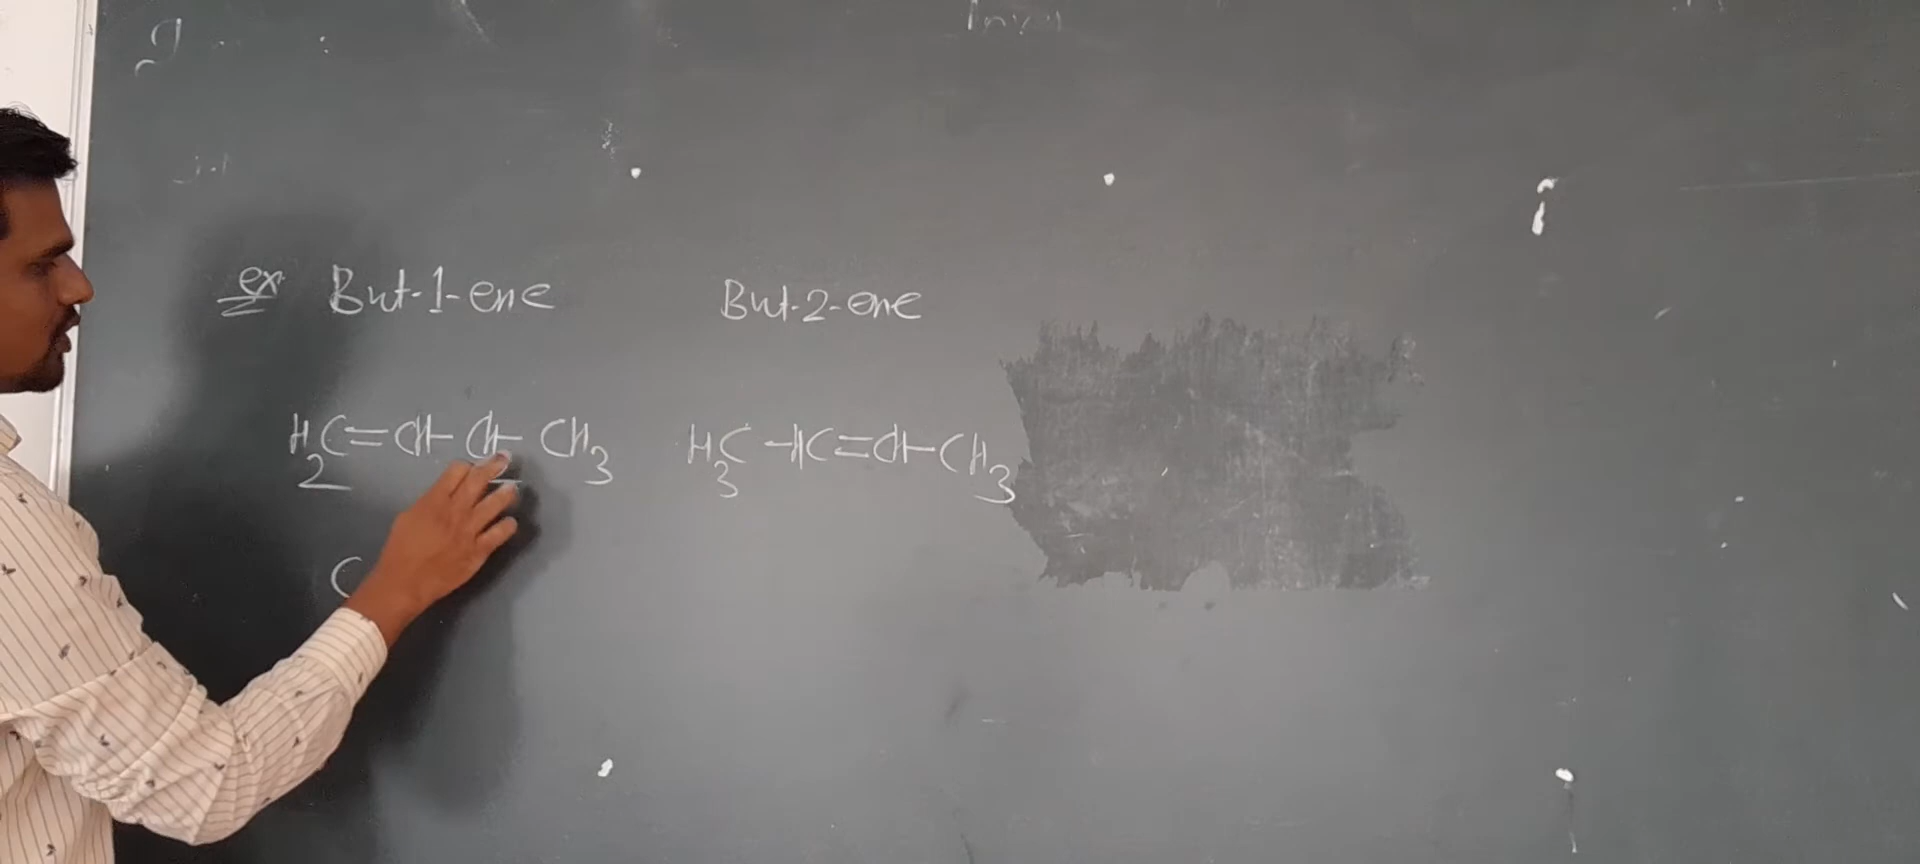 ex But-1-ene But-2-ene
H2C=CH-CH2-CH3 H3C-HC=CH-CH3
C